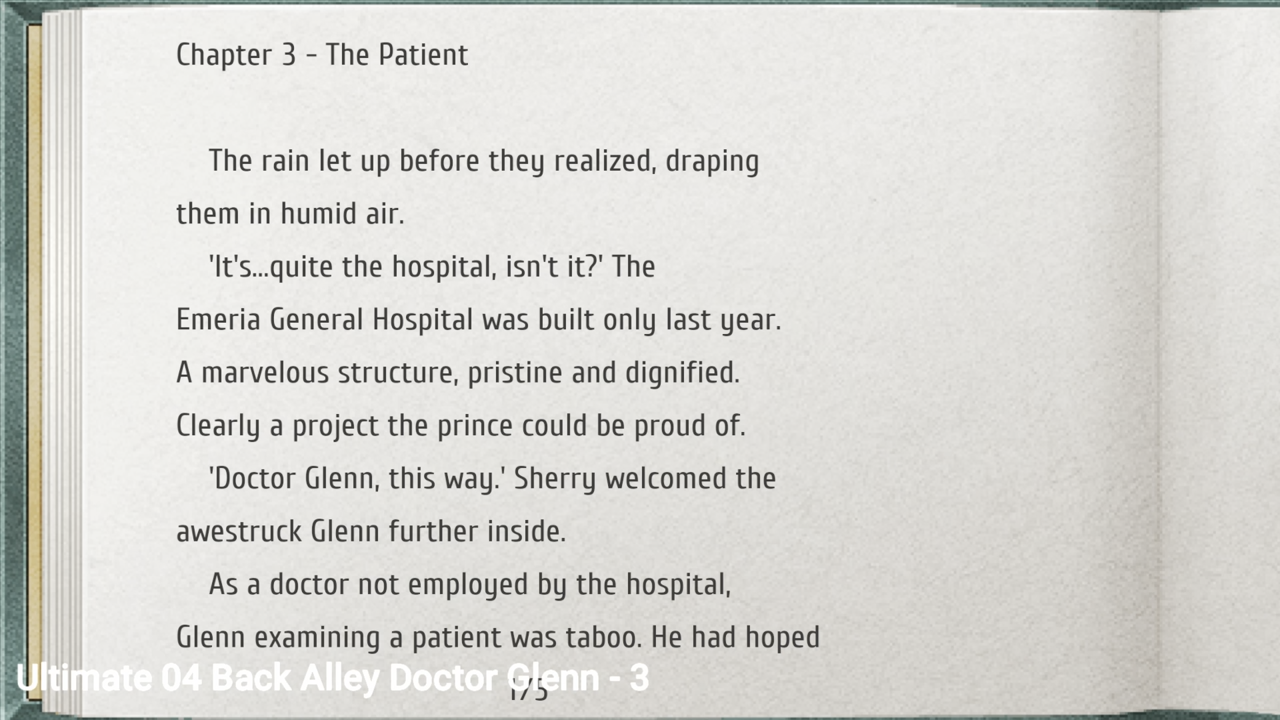 Chapter 3 - The Patient
The rain let up before they realized, draping
them in humid air.
'It's...quite the hospital, isn't it?' The
Emeria General Hospital was built only last year.
A marvelous structure, pristine and dignified.
Clearly a project the prince could be proud of.
'Doctor Glenn, this way.' Sherry welcomed the
awestruck Glenn further inside.
As a doctor not employed by the hospital,
Glenn examining a patient was taboo. He had hoped
Ultimate 04 Back Alley Doctor Glenn - 3
175